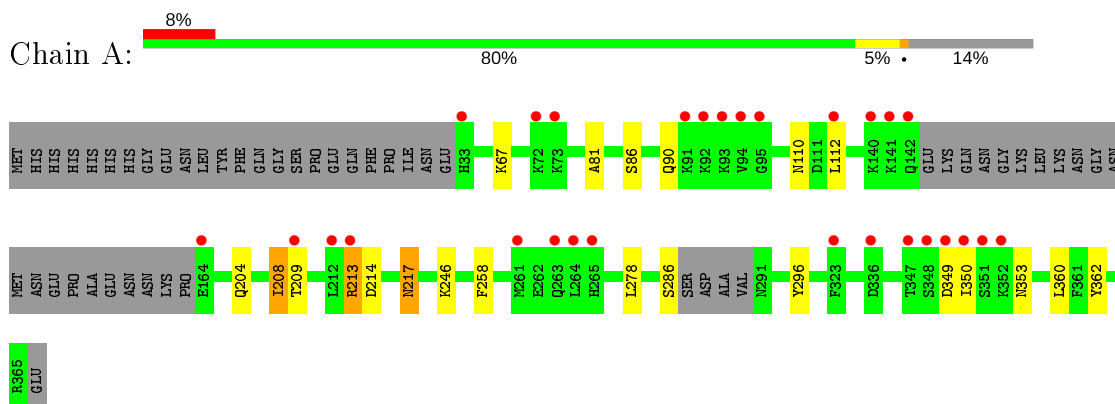 8%
Chain A:
80% 5% • 14%
MET HIS HIS HIS HIS HIS HIS GLY GLU ASN LEU TYR PHE GLN GLY SER PRO GLU GLN PHE PRO ILE ASN GLU H33 K67 K72 K73 A81 S86 Q90 K91 K92 K93 V94 G95 N110 D111 L112 K140 K141 Q142 GLU LYS GLN ASN GLY LYS LEU LYS ASN GLY ASN
MET ASN GLU PRO ALA GLU ASN ASN LYS PRO E164 Q204 I208 T209 L212 R213 D214 N217 K246 F258 M261 E262 Q263 L264 H265 L278 S286 SER ASP ALA VAL N291 Y296 F323 D336 T347 S348 D349 I350 S351 K352 N353 L360 F361 Y362
R365 GLU